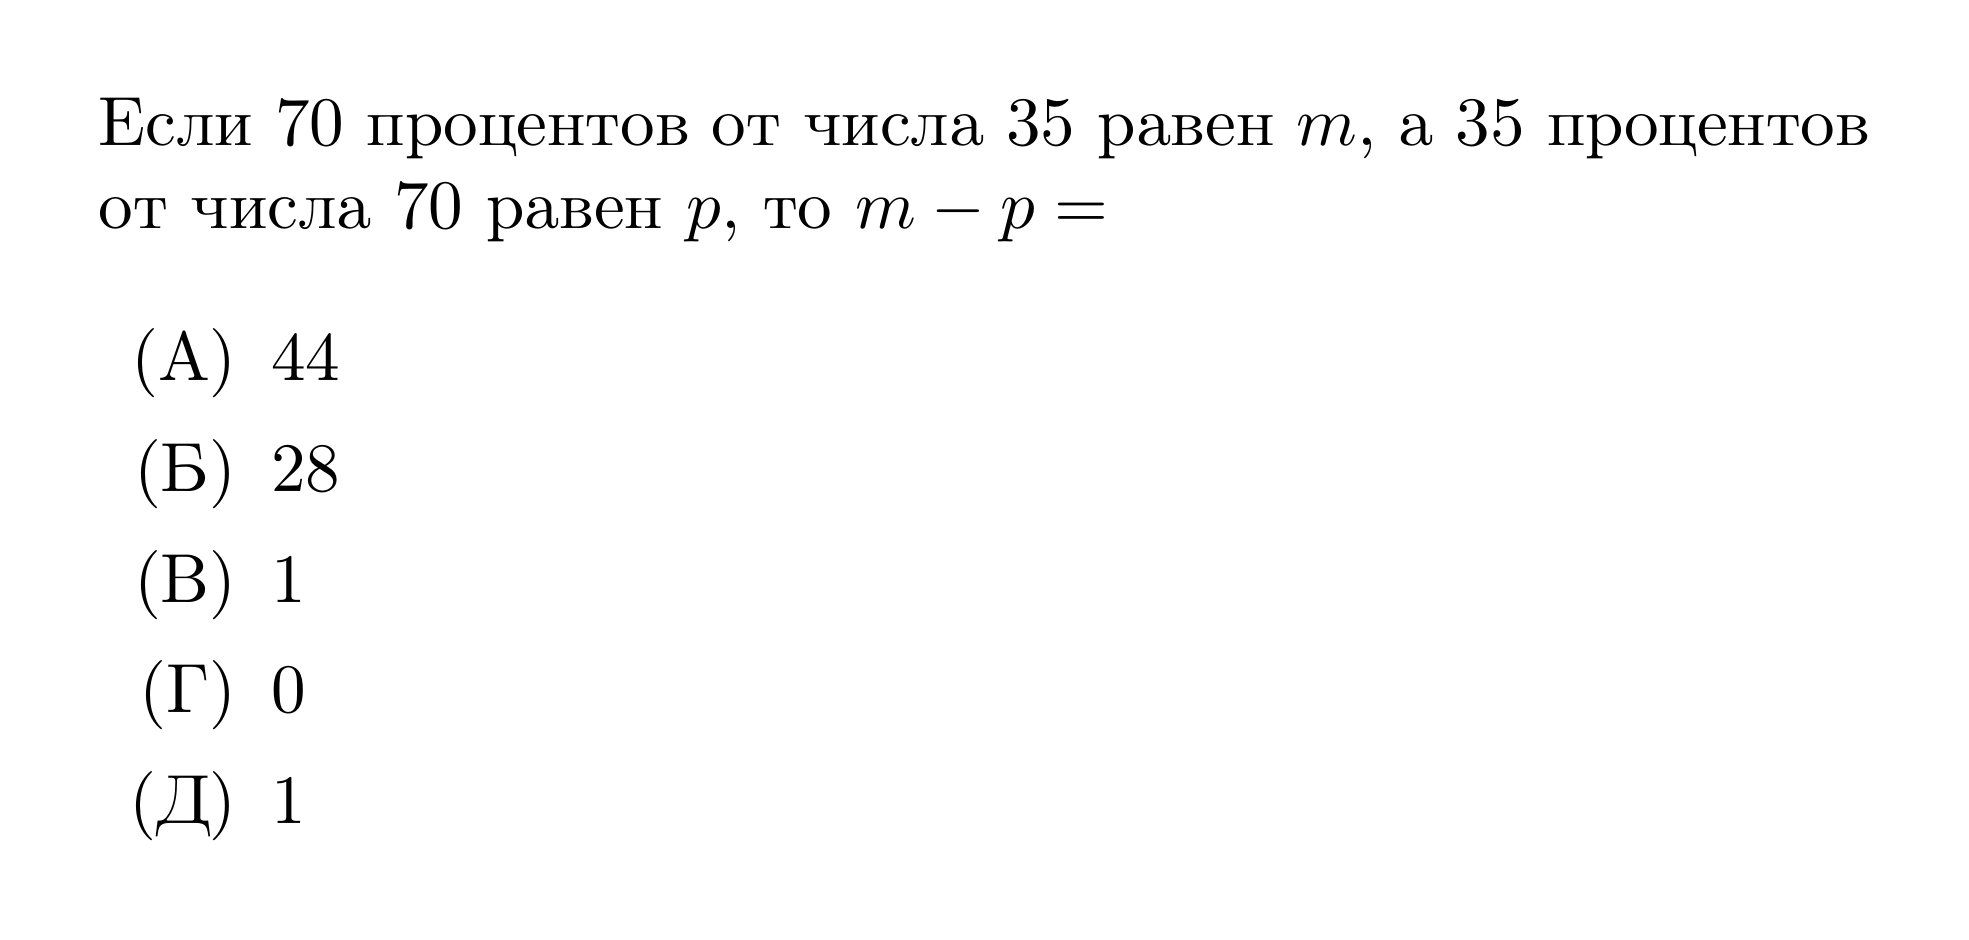 Если 70 процентов от числа 35 равен m, а 35 процентов
от числа 70 равен p, то m − p =
(А) 44
(Б) 28
(В) 1
(Г) 0
(Д) 1